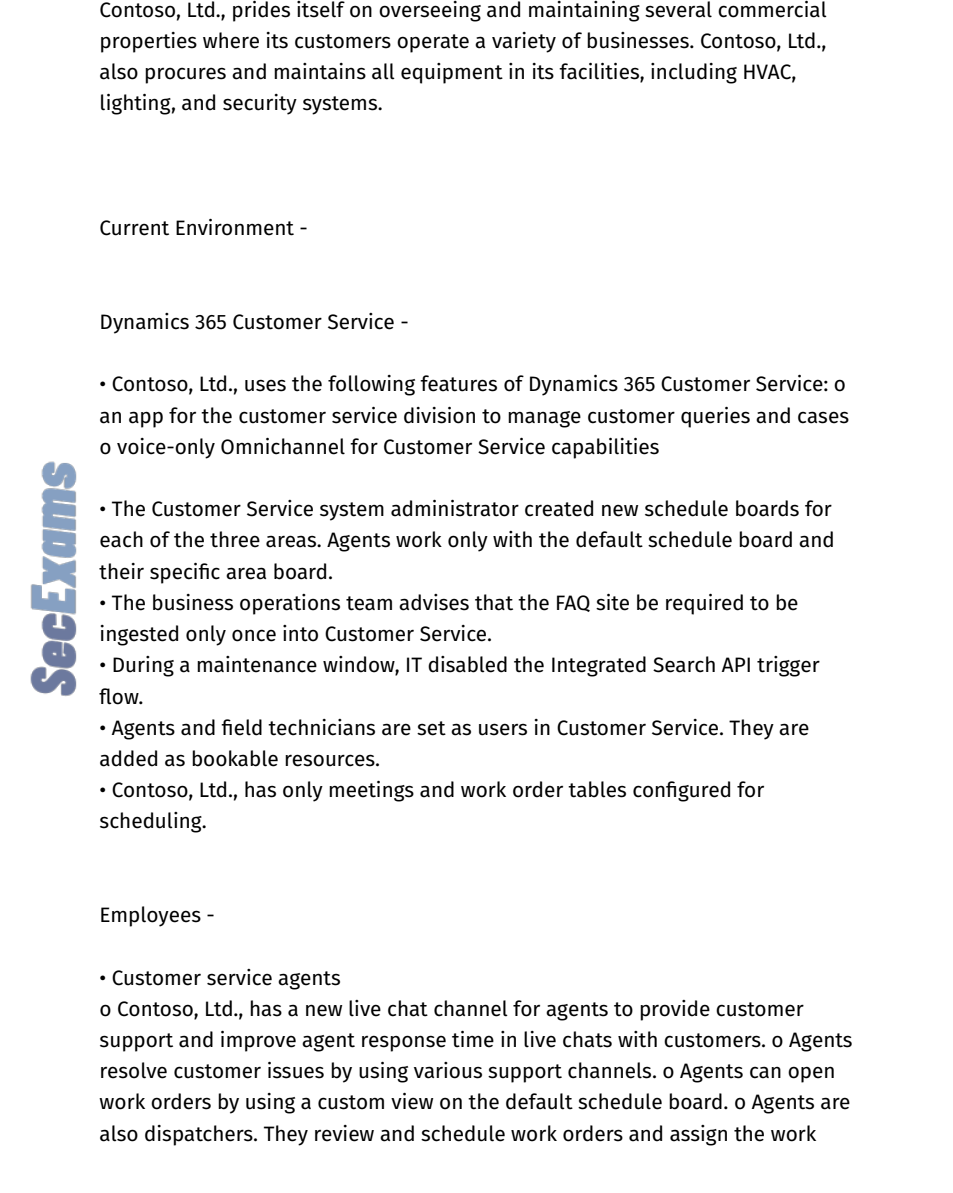 Contoso, Ltd., prides itself on overseeing and maintaining several commercial
properties where its customers operate a variety of businesses. Contoso, Ltd.,
also procures and maintains all equipment in its facilities, including HVAC,
lighting, and security systems.
Current Environment -
Dynamics 365 Customer Service -
• Contoso, Ltd., uses the following features of Dynamics 365 Customer Service: o
an app for the customer service division to manage customer queries and cases
o voice-only Omnichannel for Customer Service capabilities
• The Customer Service system administrator created new schedule boards for
each of the three areas. Agents work only with the default schedule board and
their specific area board.
• The business operations team advises that the FAQ site be required to be
ingested only once into Customer Service.
• During a maintenance window, IT disabled the Integrated Search API trigger
flow.
• Agents and field technicians are set as users in Customer Service. They are
added as bookable resources.
• Contoso, Ltd., has only meetings and work order tables configured for
scheduling.
Employees -
• Customer service agents
o Contoso, Ltd., has a new live chat channel for agents to provide customer
support and improve agent response time in live chats with customers. o Agents
resolve customer issues by using various support channels. o Agents can open
work orders by using a custom view on the default schedule board. o Agents are
also dispatchers. They review and schedule work orders and assign the work
SecExams